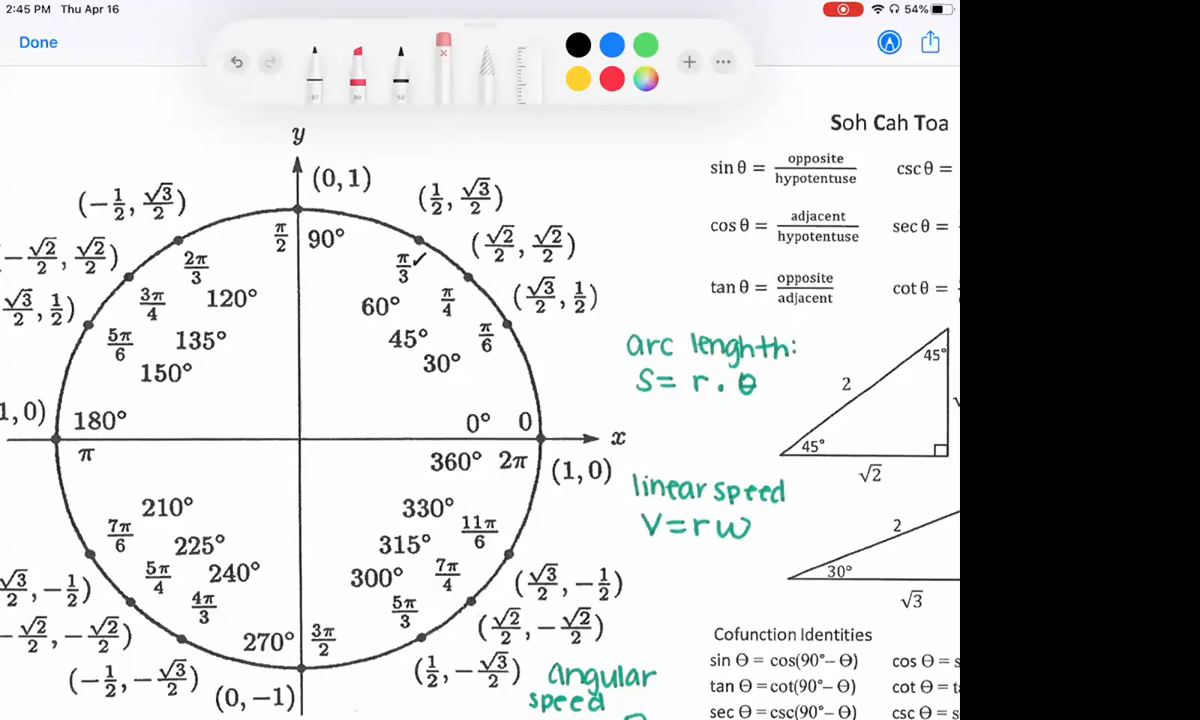 2:45 PM Thu Apr 16
54%
Done
Soh Cah Toa
sin θ = opposite/hypotenuse
csc θ =
cos θ = adjacent/hypotenuse
sec θ =
tan θ = opposite/adjacent
cot θ =
y
(0, 1)
(-1/2, √3/2)
(1/2, √3/2)
-√2/2, √2/2)
(√2/2, √2/2)
√3/2, 1/2)
(√3/2, 1/2)
π/2 90°
2π/3
π/3 ✓
3π/4 120°
60° π/4
5π/6 135°
45° π/6
150°
30°
1, 0) 180°
0° 0
π
x
360° 2π (1, 0)
210°
330°
7π/6 225°
315° 11π/6
5π/4 240°
300° 7π/4
4π/3
5π/3
√3/2, -1/2)
(√3/2, -1/2)
-√2/2, -√2/2)
(√2/2, -√2/2)
270° 3π/2
(-1/2, -√3/2)
(0, -1)
(1/2, -√3/2)
arc lenghth:
S = r . θ
linear speed
V = r w
Angular
speed
45°
2
45°
√2
2
30°
√3
Cofunction Identities
sin Θ = cos(90°– Θ) cos Θ = s
tan Θ =cot(90°– Θ) cot Θ = t
sec Θ =csc(90°– Θ) csc Θ = s